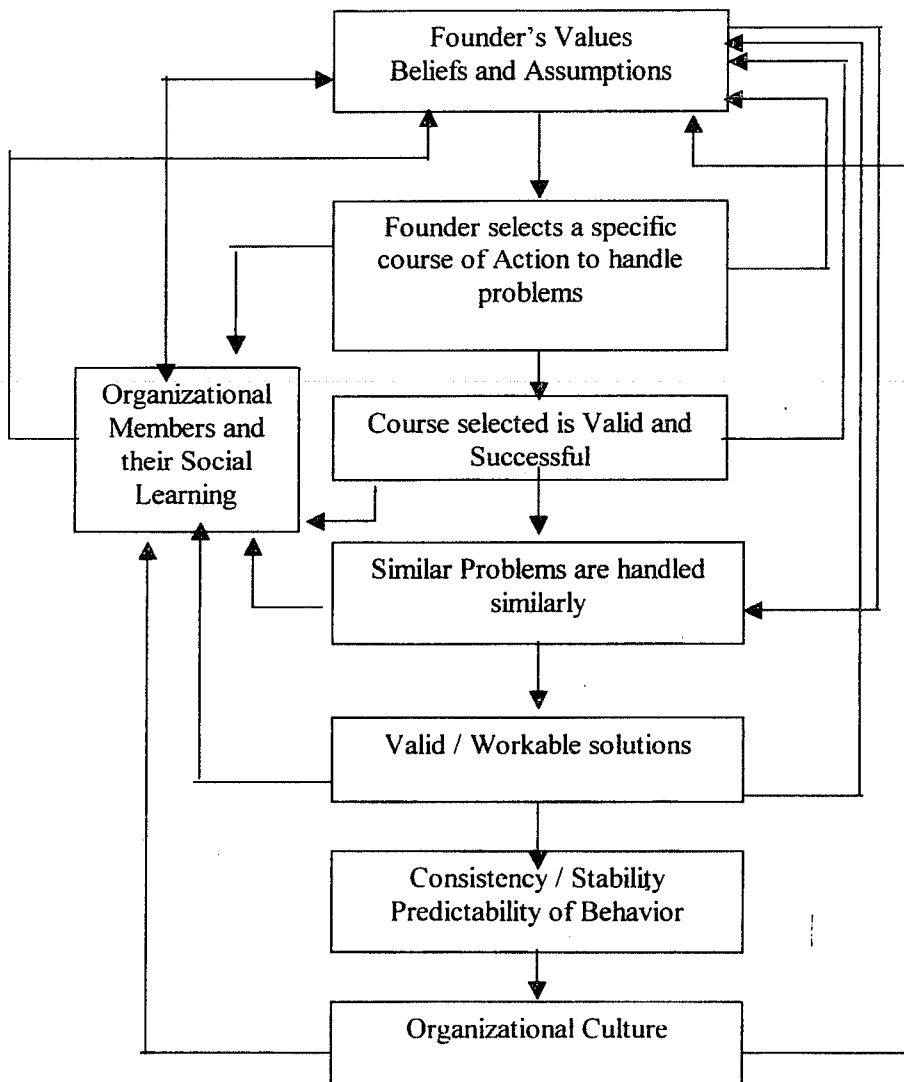 Founder's Values
Beliefs and Assumptions
Founder selects a specific
course of Action to handle
problems
Organizational
Members and
their Social
Learning
Course selected is Valid and
Successful
Similar Problems are handled
similarly
Valid / Workable solutions
Consistency / Stability
Predictability of Behavior
Organizational Culture